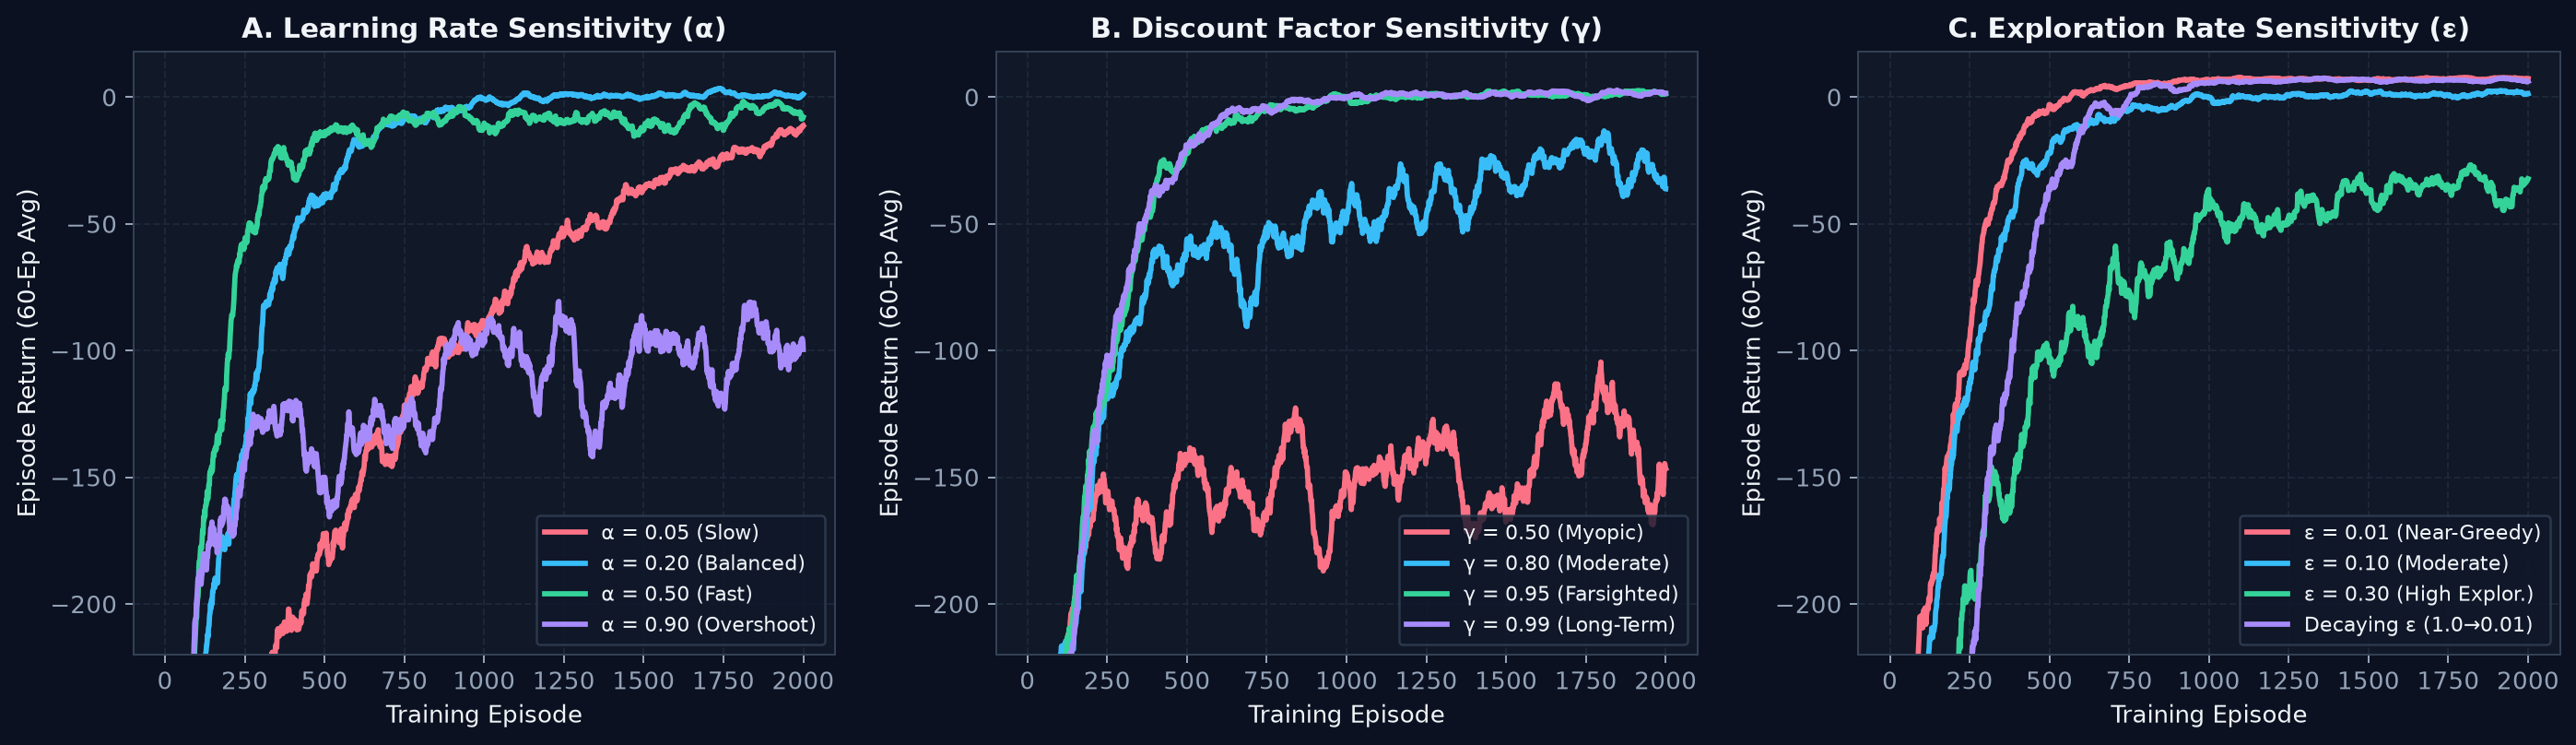 A. Learning Rate Sensitivity (α)
Episode Return (60-Ep Avg)
0
−50
−100
−150
−200
α = 0.05 (Slow)
α = 0.20 (Balanced)
α = 0.50 (Fast)
α = 0.90 (Overshoot)
0 250 500 750 1000 1250 1500 1750 2000
Training Episode
B. Discount Factor Sensitivity (γ)
Episode Return (60-Ep Avg)
0
−50
−100
−150
−200
γ = 0.50 (Myopic)
γ = 0.80 (Moderate)
γ = 0.95 (Farsighted)
γ = 0.99 (Long-Term)
0 250 500 750 1000 1250 1500 1750 2000
Training Episode
C. Exploration Rate Sensitivity (ε)
Episode Return (60-Ep Avg)
0
−50
−100
−150
−200
ε = 0.01 (Near-Greedy)
ε = 0.10 (Moderate)
ε = 0.30 (High Explor.)
Decaying ε (1.0→0.01)
0 250 500 750 1000 1250 1500 1750 2000
Training Episode